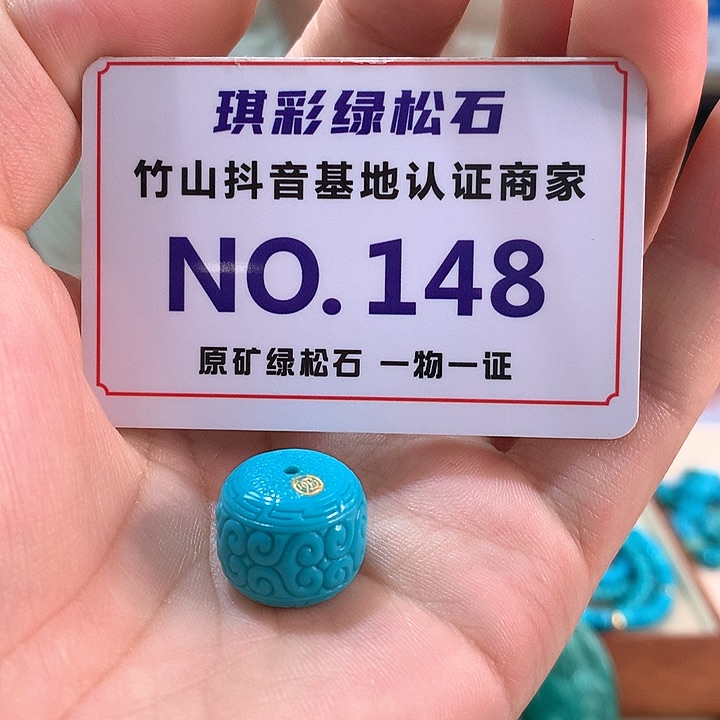 琪彩绿松石
竹山抖音基地认证商家
NO.148
原矿绿松石 一物一证